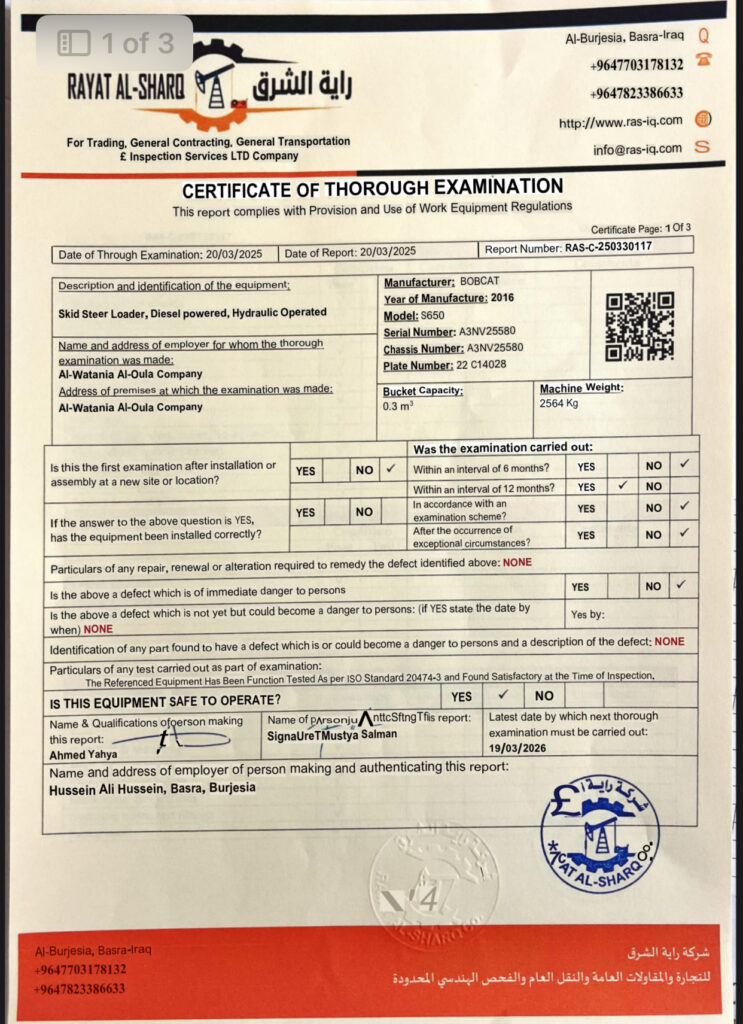 1 of 3
RAYAT AL-SHARQ راية الشرق
For Trading, General Contracting, General Transportation
£ Inspection Services LTD Company
Al-Burjesia, Basra-Iraq
+9647703178132
+9647823386633
http://www.ras-iq.com
info@ras-iq.com
CERTIFICATE OF THOROUGH EXAMINATION
This report complies with Provision and Use of Work Equipment Regulations
Certificate Page: 1 Of 3
Date of Through Examination: 20/03/2025
Date of Report: 20/03/2025
Report Number: RAS-C-250330117
Description and identification of the equipment:
Skid Steer Loader, Diesel powered, Hydraulic Operated
Name and address of employer for whom the thorough
examination was made:
Al-Watania Al-Oula Company
Address of premises at which the examination was made:
Al-Watania Al-Oula Company
Manufacturer: BOBCAT
Year of Manufacture: 2016
Model: S650
Serial Number: A3NV25580
Chassis Number: A3NV25580
Plate Number: 22 C14028
Bucket Capacity:
0.3 m³
Machine Weight:
2564 Kg
Is this the first examination after installation or
assembly at a new site or location?
YES NO ✓
If the answer to the above question is YES,
has the equipment been installed correctly?
YES NO
Was the examination carried out:
Within an interval of 6 months? YES NO ✓
Within an interval of 12 months? YES ✓ NO
In accordance with an
examination scheme? YES NO ✓
After the occurrence of
exceptional circumstances? YES NO ✓
Particulars of any repair, renewal or alteration required to remedy the defect identified above: NONE
Is the above a defect which is of immediate danger to persons YES NO ✓
Is the above a defect which is not yet but could become a danger to persons: (if YES state the date by
when) NONE
Yes by:
Identification of any part found to have a defect which is or could become a danger to persons and a description of the defect: NONE
Particulars of any test carried out as part of examination:
The Referenced Equipment Has Been Function Tested As per ISO Standard 20474-3 and Found Satisfactory at the Time of Inspection.
IS THIS EQUIPMENT SAFE TO OPERATE? YES ✓ NO
Name & Qualifications of person making
this report:
Ahmed Yahya
Name of report:
SignaUreTMustya Salman
Latest date by which next thorough
examination must be carried out:
19/03/2026
Name and address of employer of person making and authenticating this report:
Hussein Ali Hussein, Basra, Burjesia
شركة راية
AT AL-SHARQ
AL-SHARQ
Al-Burjesia, Basra-Iraq
+9647703178132
+9647823386633
شركة راية الشرق
للتجارة والمقاولات العامة والنقل العام والفحص الهندسي المحدودة